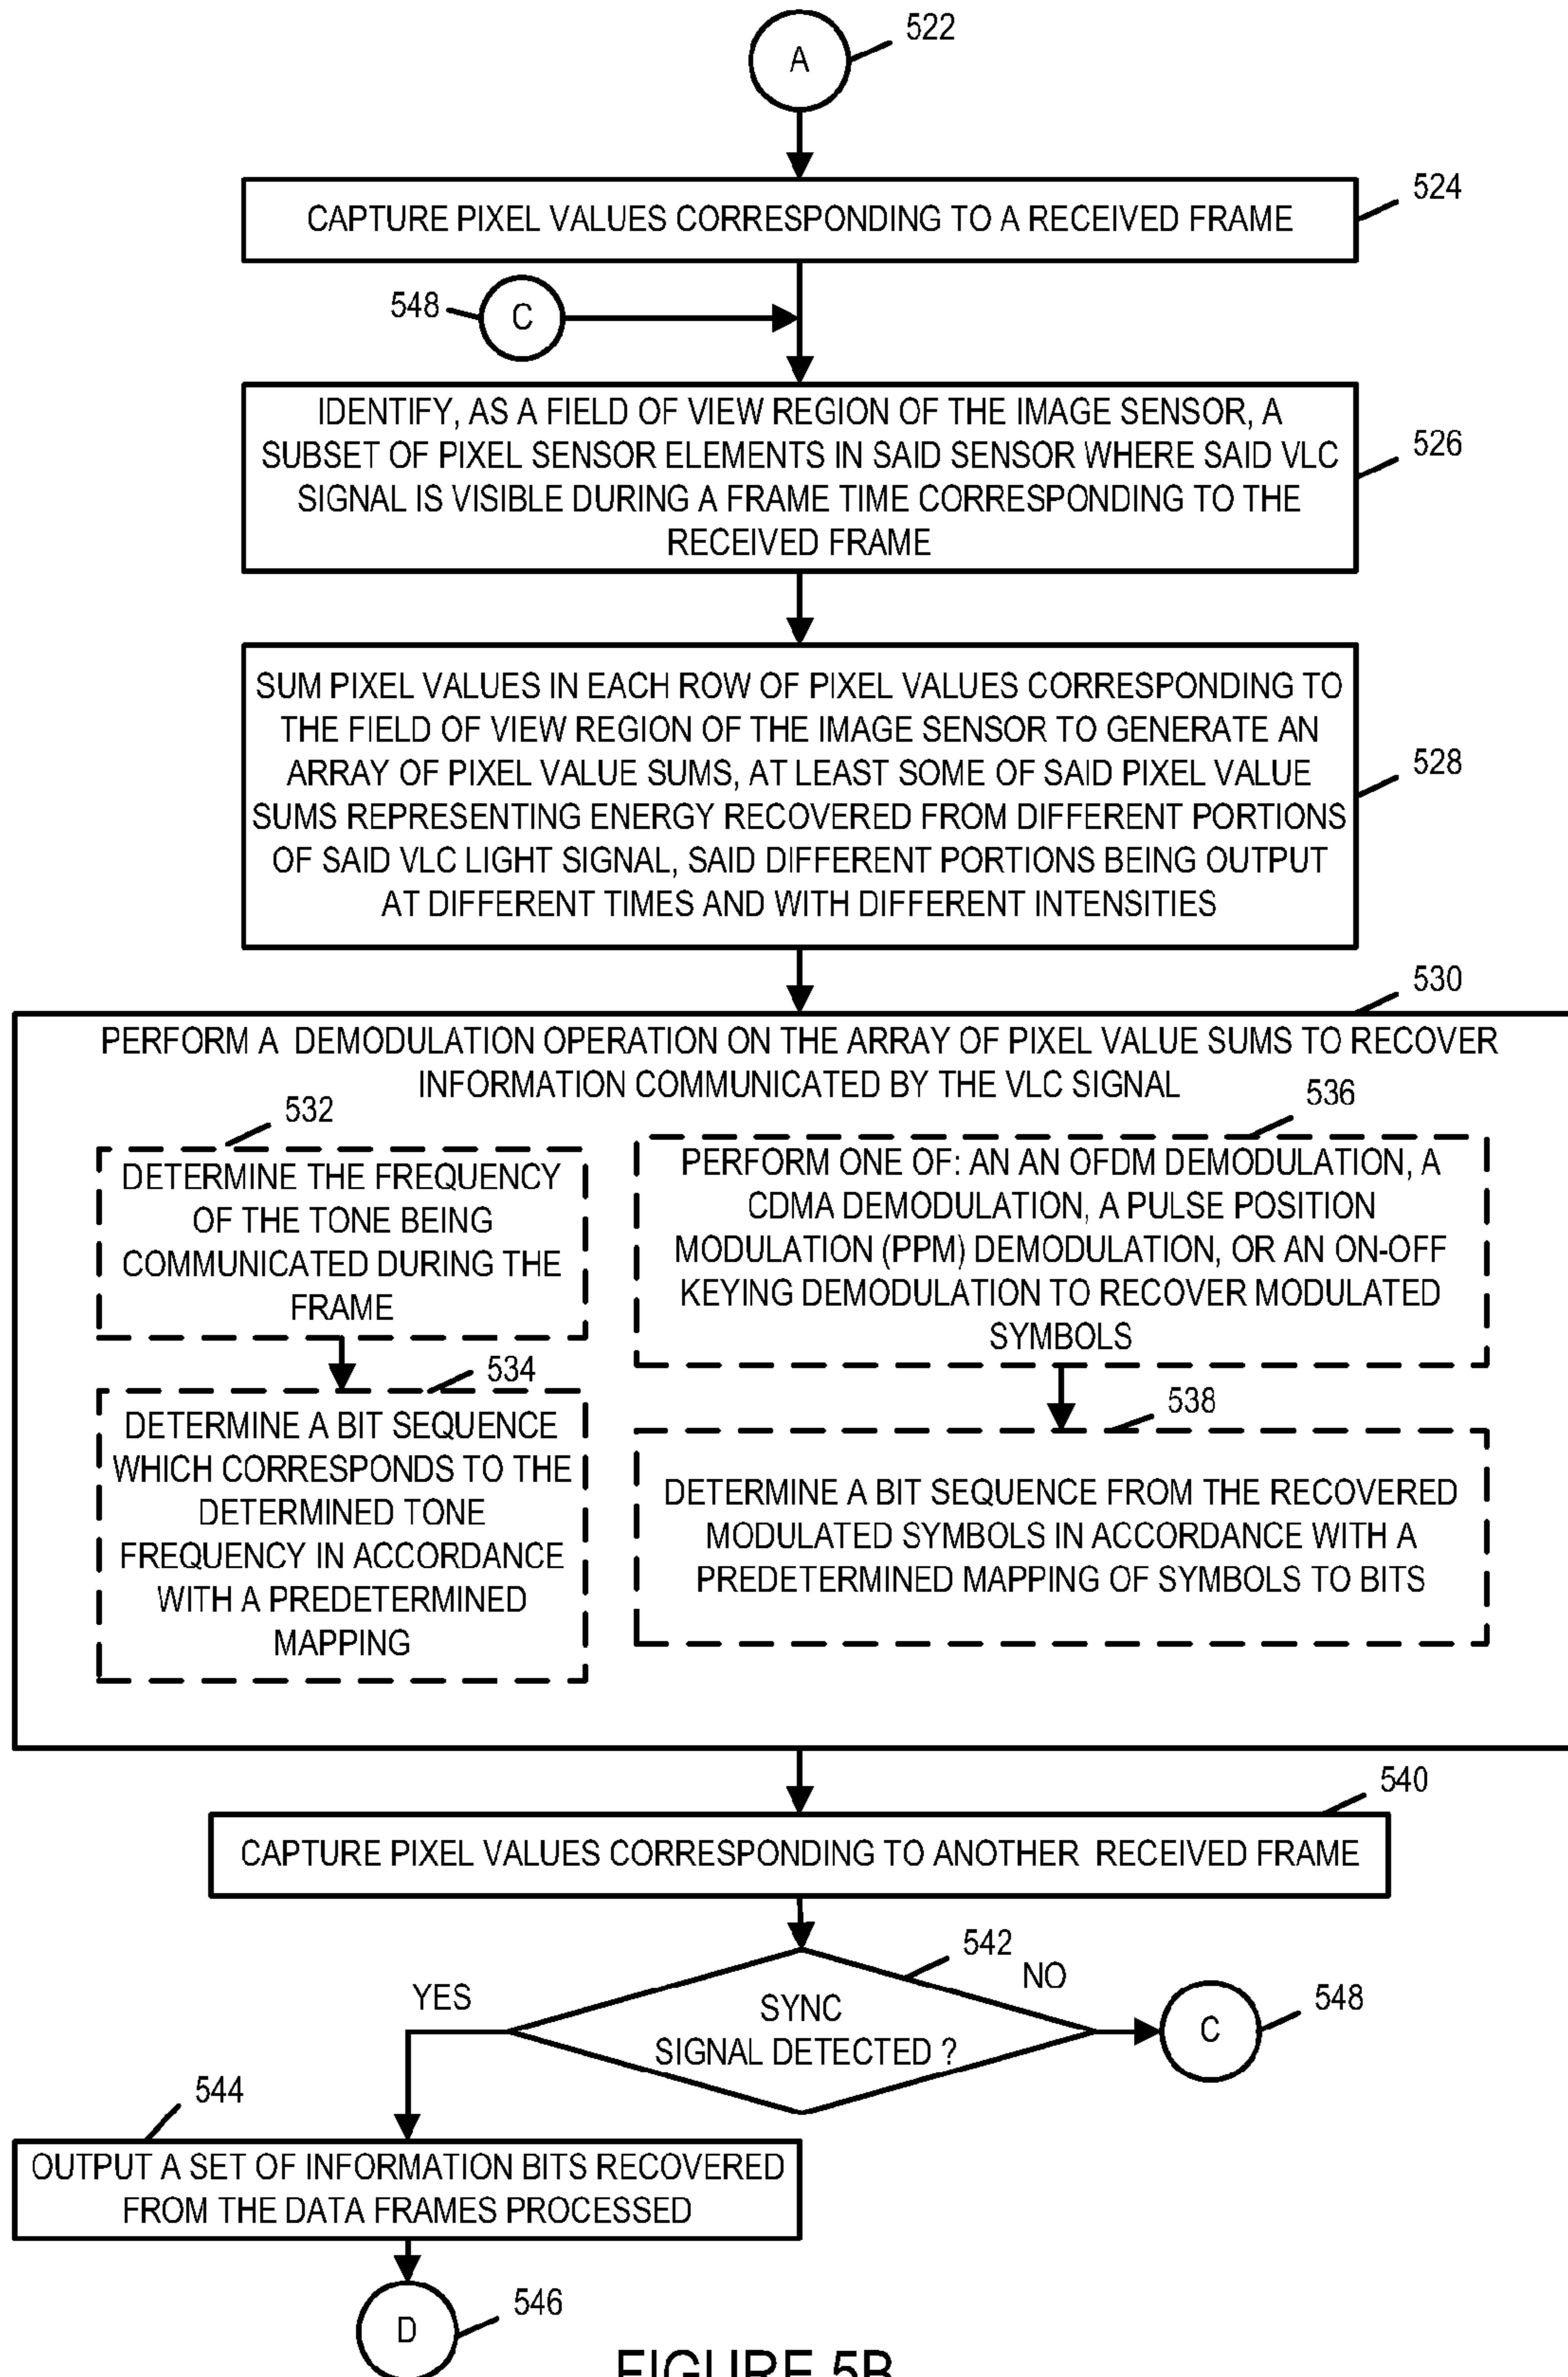 A
522
CAPTURE PIXEL VALUES CORRESPONDING TO A RECEIVED FRAME
524
548
C
IDENTIFY, AS A FIELD OF VIEW REGION OF THE IMAGE SENSOR, A
SUBSET OF PIXEL SENSOR ELEMENTS IN SAID SENSOR WHERE SAID VLC
SIGNAL IS VISIBLE DURING A FRAME TIME CORRESPONDING TO THE
RECEIVED FRAME
526
SUM PIXEL VALUES IN EACH ROW OF PIXEL VALUES CORRESPONDING TO
THE FIELD OF VIEW REGION OF THE IMAGE SENSOR TO GENERATE AN
ARRAY OF PIXEL VALUE SUMS, AT LEAST SOME OF SAID PIXEL VALUE
SUMS REPRESENTING ENERGY RECOVERED FROM DIFFERENT PORTIONS
OF SAID VLC LIGHT SIGNAL, SAID DIFFERENT PORTIONS BEING OUTPUT
AT DIFFERENT TIMES AND WITH DIFFERENT INTENSITIES
528
530
PERFORM A DEMODULATION OPERATION ON THE ARRAY OF PIXEL VALUE SUMS TO RECOVER
INFORMATION COMMUNICATED BY THE VLC SIGNAL
532
DETERMINE THE FREQUENCY
OF THE TONE BEING
COMMUNICATED DURING THE
FRAME
534
DETERMINE A BIT SEQUENCE
WHICH CORRESPONDS TO THE
DETERMINED TONE
FREQUENCY IN ACCORDANCE
WITH A PREDETERMINED
MAPPING
536
PERFORM ONE OF: AN AN OFDM DEMODULATION, A
CDMA DEMODULATION, A PULSE POSITION
MODULATION (PPM) DEMODULATION, OR AN ON-OFF
KEYING DEMODULATION TO RECOVER MODULATED
SYMBOLS
538
DETERMINE A BIT SEQUENCE FROM THE RECOVERED
MODULATED SYMBOLS IN ACCORDANCE WITH A
PREDETERMINED MAPPING OF SYMBOLS TO BITS
540
CAPTURE PIXEL VALUES CORRESPONDING TO ANOTHER RECEIVED FRAME
542
YES
NO
SYNC
SIGNAL DETECTED ?
C
548
544
OUTPUT A SET OF INFORMATION BITS RECOVERED
FROM THE DATA FRAMES PROCESSED
D
546
FIGURE 5B